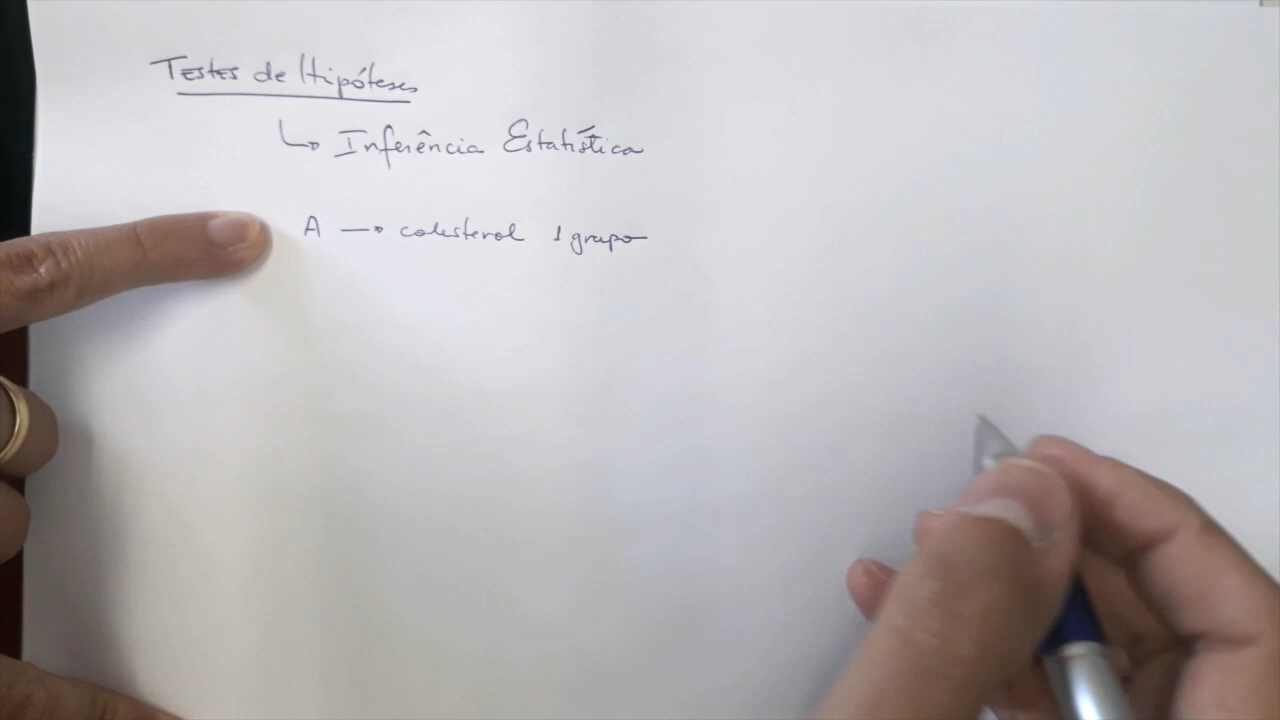 Testes de Hipóteses
↳ Inferência Estatística
A → colesterol 1 grupo